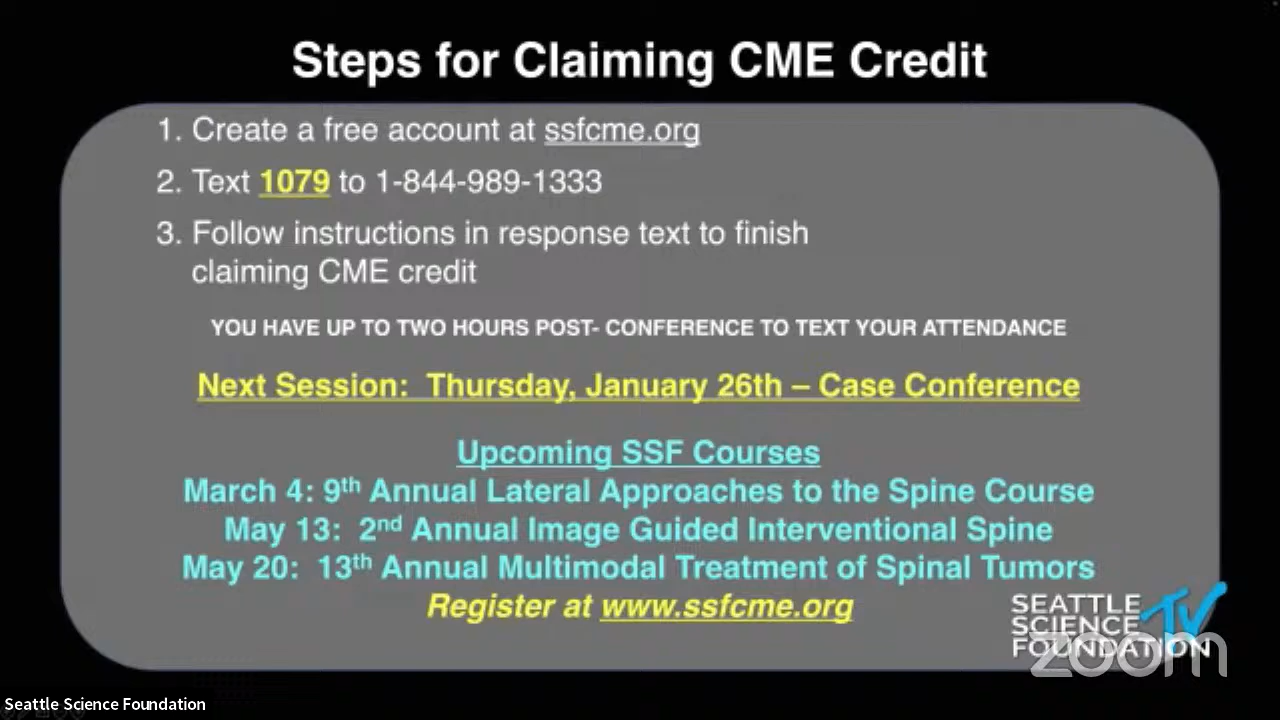 Steps for Claiming CME Credit
1. Create a free account at ssfcme.org
2. Text 1079 to 1-844-989-1333
3. Follow instructions in response text to finish
claiming CME credit
YOU HAVE UP TO TWO HOURS POST- CONFERENCE TO TEXT YOUR ATTENDANCE
Next Session: Thursday, January 26th – Case Conference
Upcoming SSF Courses
March 4: 9th Annual Lateral Approaches to the Spine Course
May 13: 2nd Annual Image Guided Interventional Spine
May 20: 13th Annual Multimodal Treatment of Spinal Tumors
Register at www.ssfcme.org
SEATTLE
SCIENCE TV
FOUNDATION
zoom
Seattle Science Foundation